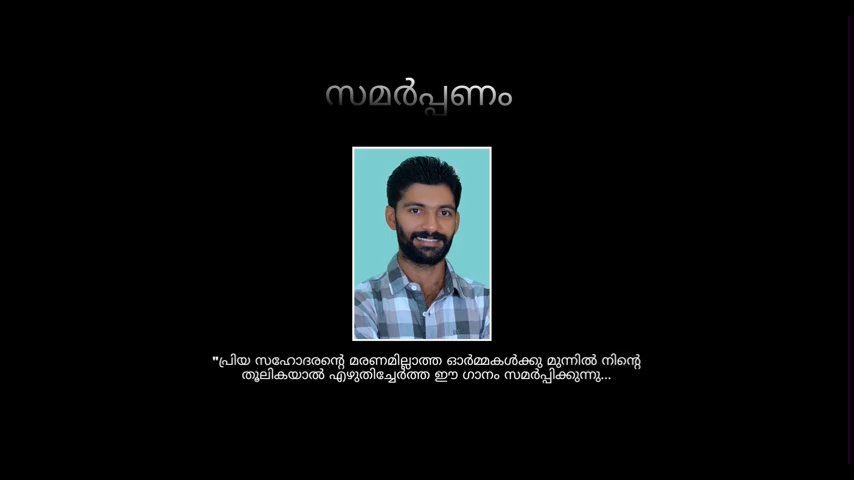 സമർപ്പണം
"പ്രിയ സഹോദരന്റെ മരണമില്ലാത്ത ഓർമ്മകൾക്കു മുന്നിൽ നിന്റെ
തൂലികയാൽ എഴുതിച്ചേർത്ത ഈ ഗാനം സമർപ്പിക്കുന്നു...